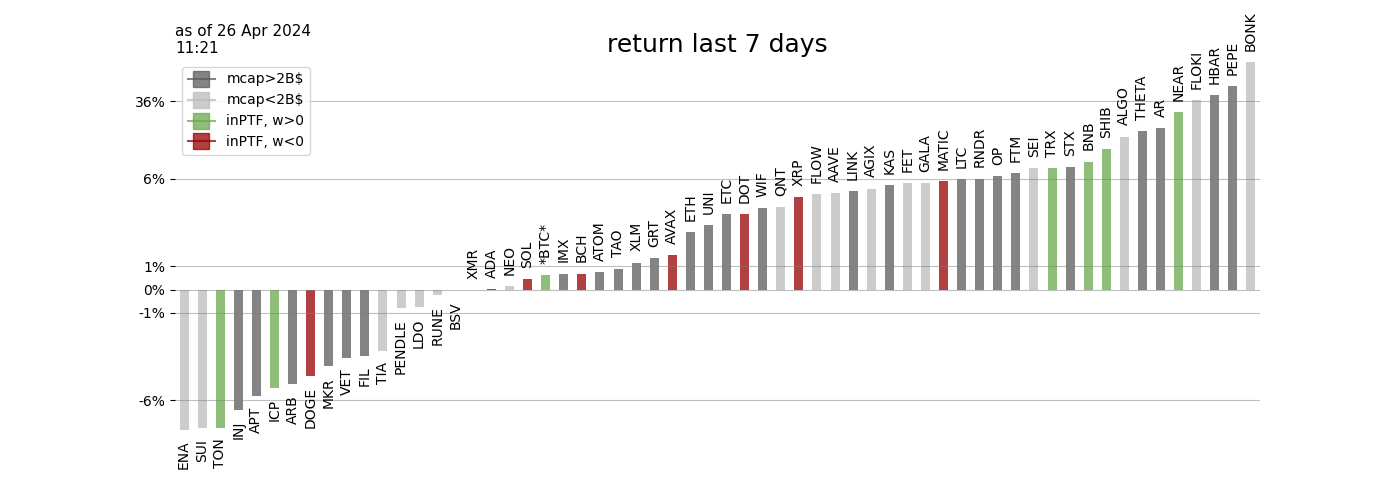 as of 26 Apr 2024
11:21
return last 7 days
mcap>2B$
mcap<2B$
inPTF, w>0
inPTF, w<0
36%
6%
1%
0%
-1%
-6%
ENA
SUI
TON
INJ
APT
ICP
ARB
DOGE
MKR
VET
FIL
TIA
PENDLE
LDO
RUNE
BSV
XMR
ADA
NEO
SOL
*BTC*
IMX
BCH
ATOM
TAO
XLM
GRT
AVAX
ETH
UNI
ETC
DOT
WIF
QNT
XRP
FLOW
AAVE
LINK
AGIX
KAS
FET
GALA
MATIC
LTC
RNDR
OP
FTM
SEI
TRX
STX
BNB
SHIB
ALGO
THETA
AR
NEAR
FLOKI
HBAR
PEPE
BONK